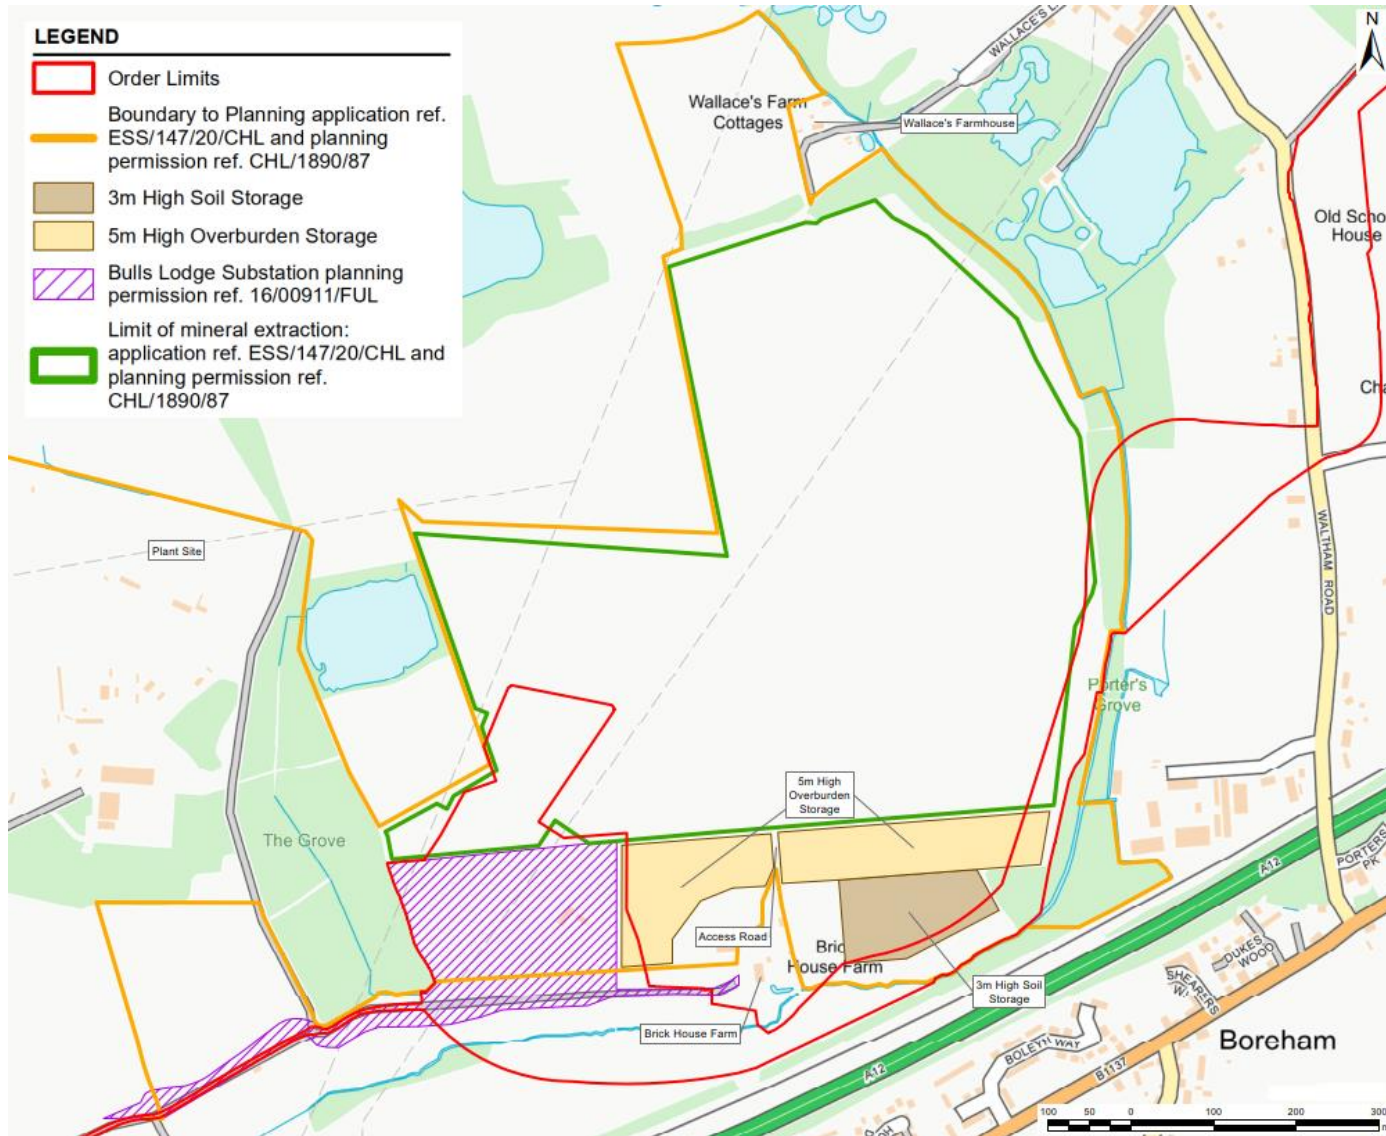 LEGEND
Order Limits
Boundary to Planning application ref.
ESS/147/20/CHL and planning
permission ref. CHL/1890/87
3m High Soil Storage
5m High Overburden Storage
Bulls Lodge Substation planning
permission ref. 16/00911/FUL
Limit of mineral extraction:
application ref. ESS/147/20/CHL and
planning permission ref.
CHL/1890/87
N
Wallace's Farm
Cottages
Wallace's Farmhouse
Old Scho
House
Cha
Plant Site
WALTHAM ROAD
Porter's
Grove
5m High
Overburden
Storage
The Grove
A12
Access Road
Bric
House Farm
3m High Soil
Storage
Brick House Farm
DUKES
WOOD
BOLEYN WAY
Boreham
A12
B1137
100 50 0 100 200 300